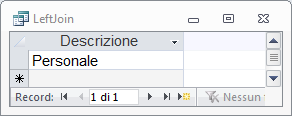 LeftJoin
Descrizione
Personale
Record: 1 di 1 Nessun